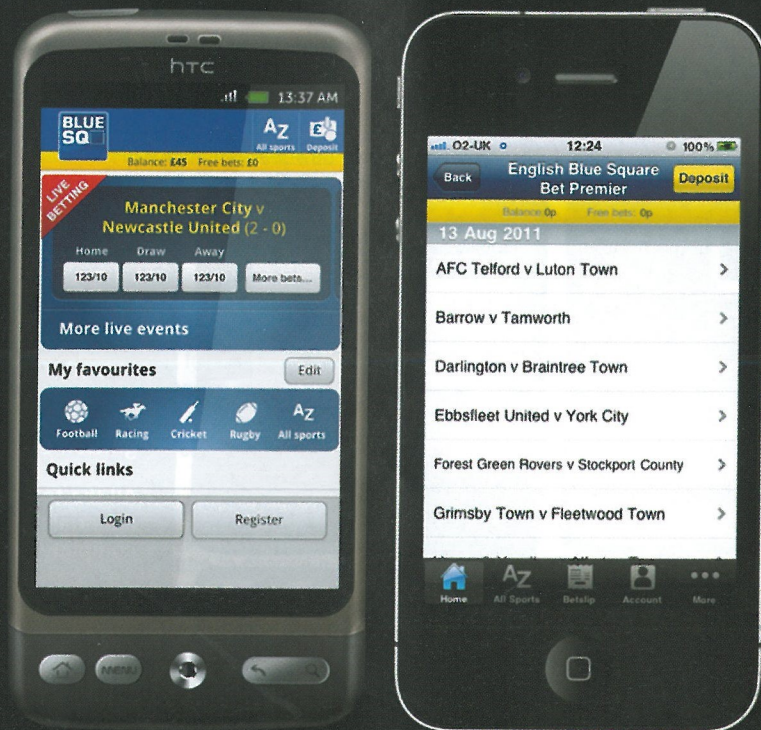 hTC
13:37 AM
BLUE
SQ
AZ
All sports
£
Deposit
Balance: £45 Free bets: £0
LIVE
BETTING
Manchester City v
Newcastle United (2 - 0)
Home Draw Away
123/10 123/10 123/10 More bets...
More live events
My favourites Edit
Football Racing Cricket Rugby AZ All sports
Quick links
Login Register
MENU
O2-UK 12:24 100%
Back
English Blue Square
Bet Premier
Deposit
Balance: 0p Free bets: 0p
13 Aug 2011
AFC Telford v Luton Town
Barrow v Tamworth
Darlington v Braintree Town
Ebbsfleet United v York City
Forest Green Rovers v Stockport County
Grimsby Town v Fleetwood Town
AZ
Home All Sports Betslip Account More